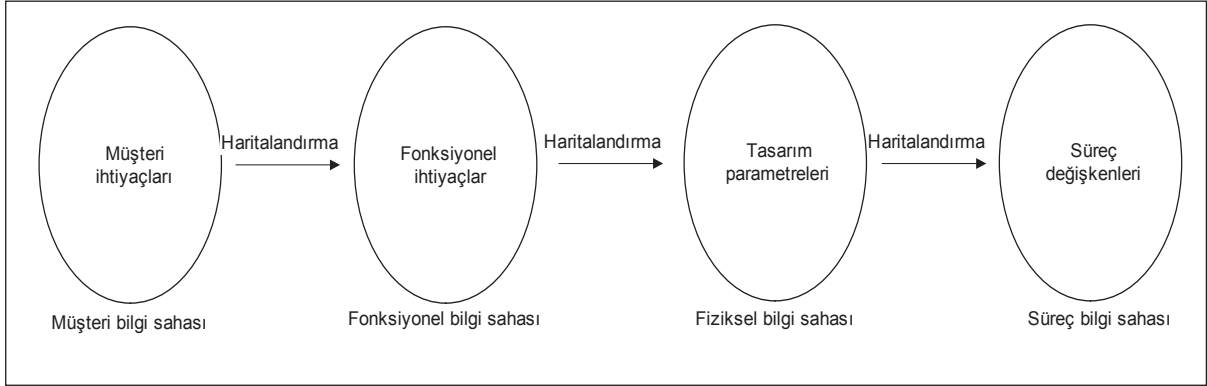 Müşteri
ihtiyaçları
Haritalandırma
Fonksiyonel
ihtiyaçlar
Haritalandırma
Tasarım
parametreleri
Haritalandırma
Süreç
değişkenleri
Müşteri bilgi sahası
Fonksiyonel bilgi sahası
Fiziksel bilgi sahası
Süreç bilgi sahası